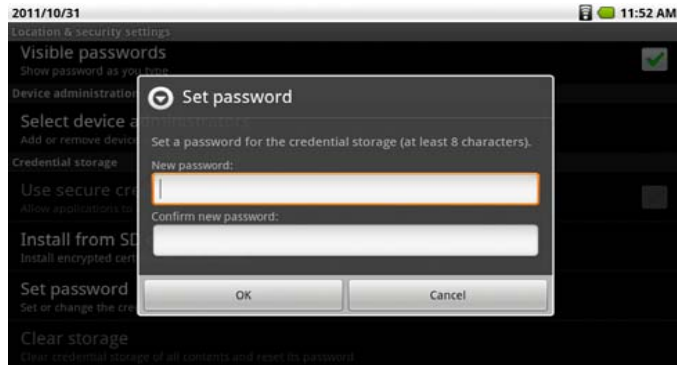 2011/10/31 11:52 AM
Location & security settings
Visible passwords
Show password as you type
Device administration
Select device administrators
Add or remove device
Credential storage
Use secure cre
Allow applications to
Install from SD
Install encrypted cert
Set password
Set or change the cre
Clear storage
Clear credential storage of all contents and reset its password
Set password
Set a password for the credential storage (at least 8 characters).
New password:
Confirm new password:
OK Cancel